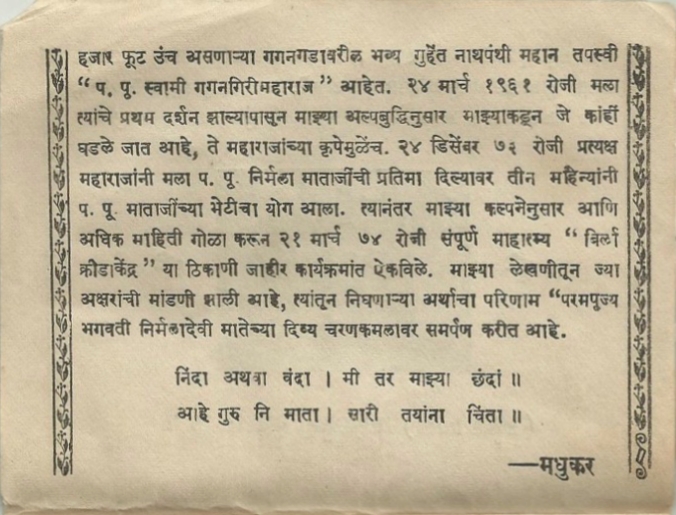 हजार फूट उंच असणाऱ्या गगनगडावरील भव्य गुहेंत नाथपंथी महान तपस्वी
“ प. पू. स्वामी गगनगिरीमहाराज ” आहेत. २४ मार्च १९६१ रोजी मला
त्यांचे प्रथम दर्शन झाल्यापासून माझ्या अल्पबुद्धिनुसार माझ्याकडून जे कांहीं
घडले जात आहे, ते महाराजांच्या कृपेमुळेंच. २४ डिसेंबर ७३ रोजी प्रत्यक्ष
महाराजांनी मला प. पू. निर्मला माताजींची प्रतिमा दिल्यावर तीन महिन्यांनी
प. पू. माताजींच्या भेटीचा योग आला. त्यानंतर माझ्या कल्पनेनुसार आणि
अधिक माहिती गोळा करून २१ मार्च ७४ रोजी संपूर्ण माहात्म्य “ बिर्ला
क्रीडाकेंद्र ” या ठिकाणी जाहीर कार्यक्रमांत ऐकविले. माझ्या लेखणीतून ज्या
अक्षरांची मांडणी झाली आहे, त्यांतून निघणाऱ्या अर्थाचा परिणाम “परमपूज्य
भगवती निर्मलादेवी मातेच्या दिव्य चरणकमलावर समर्पण करीत आहे.
निंदा अथवा वंदा । मी तर माझ्या छंदां ॥
आहे गुरु नि माता । सारी तयांना चिंता ॥
—मधुकर